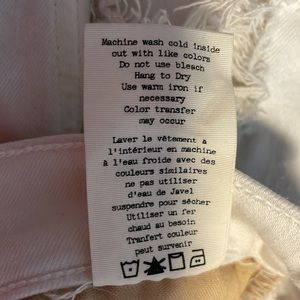 Machine wash cold inside
out with like colors
Do not use bleach
Hang to Dry
Use warm iron if
necessary
Color transfer
may occur
Laver le vêtement à
l'intérieur en machine
à l'eau froide avec des
couleurs similaires
ne pas utiliser
d'eau de Javel
suspendre pour sécher
Utiliser un fer
chaud au besoin
Tranfert couleur
peut survenir